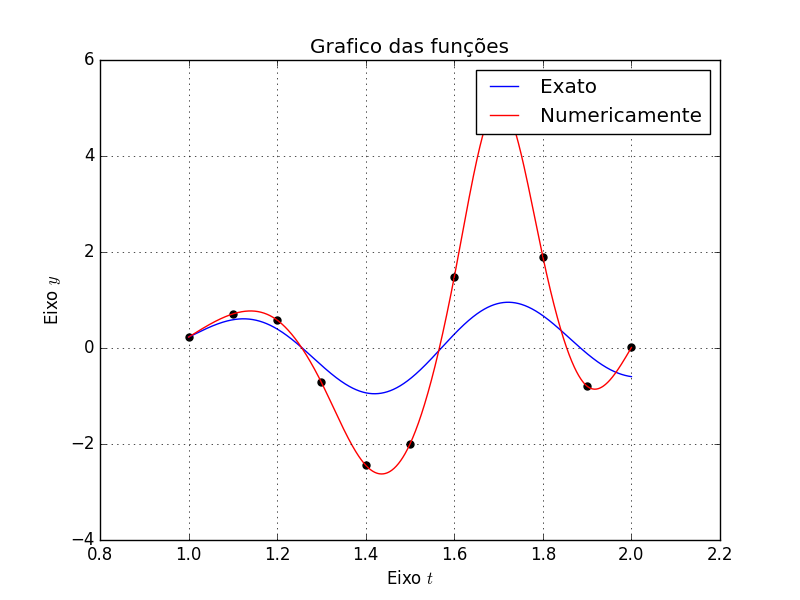 Grafico das funções
Exato
Numericamente
6
4
2
0
−2
−4
Eixo y
0.8 1.0 1.2 1.4 1.6 1.8 2.0 2.2
Eixo t